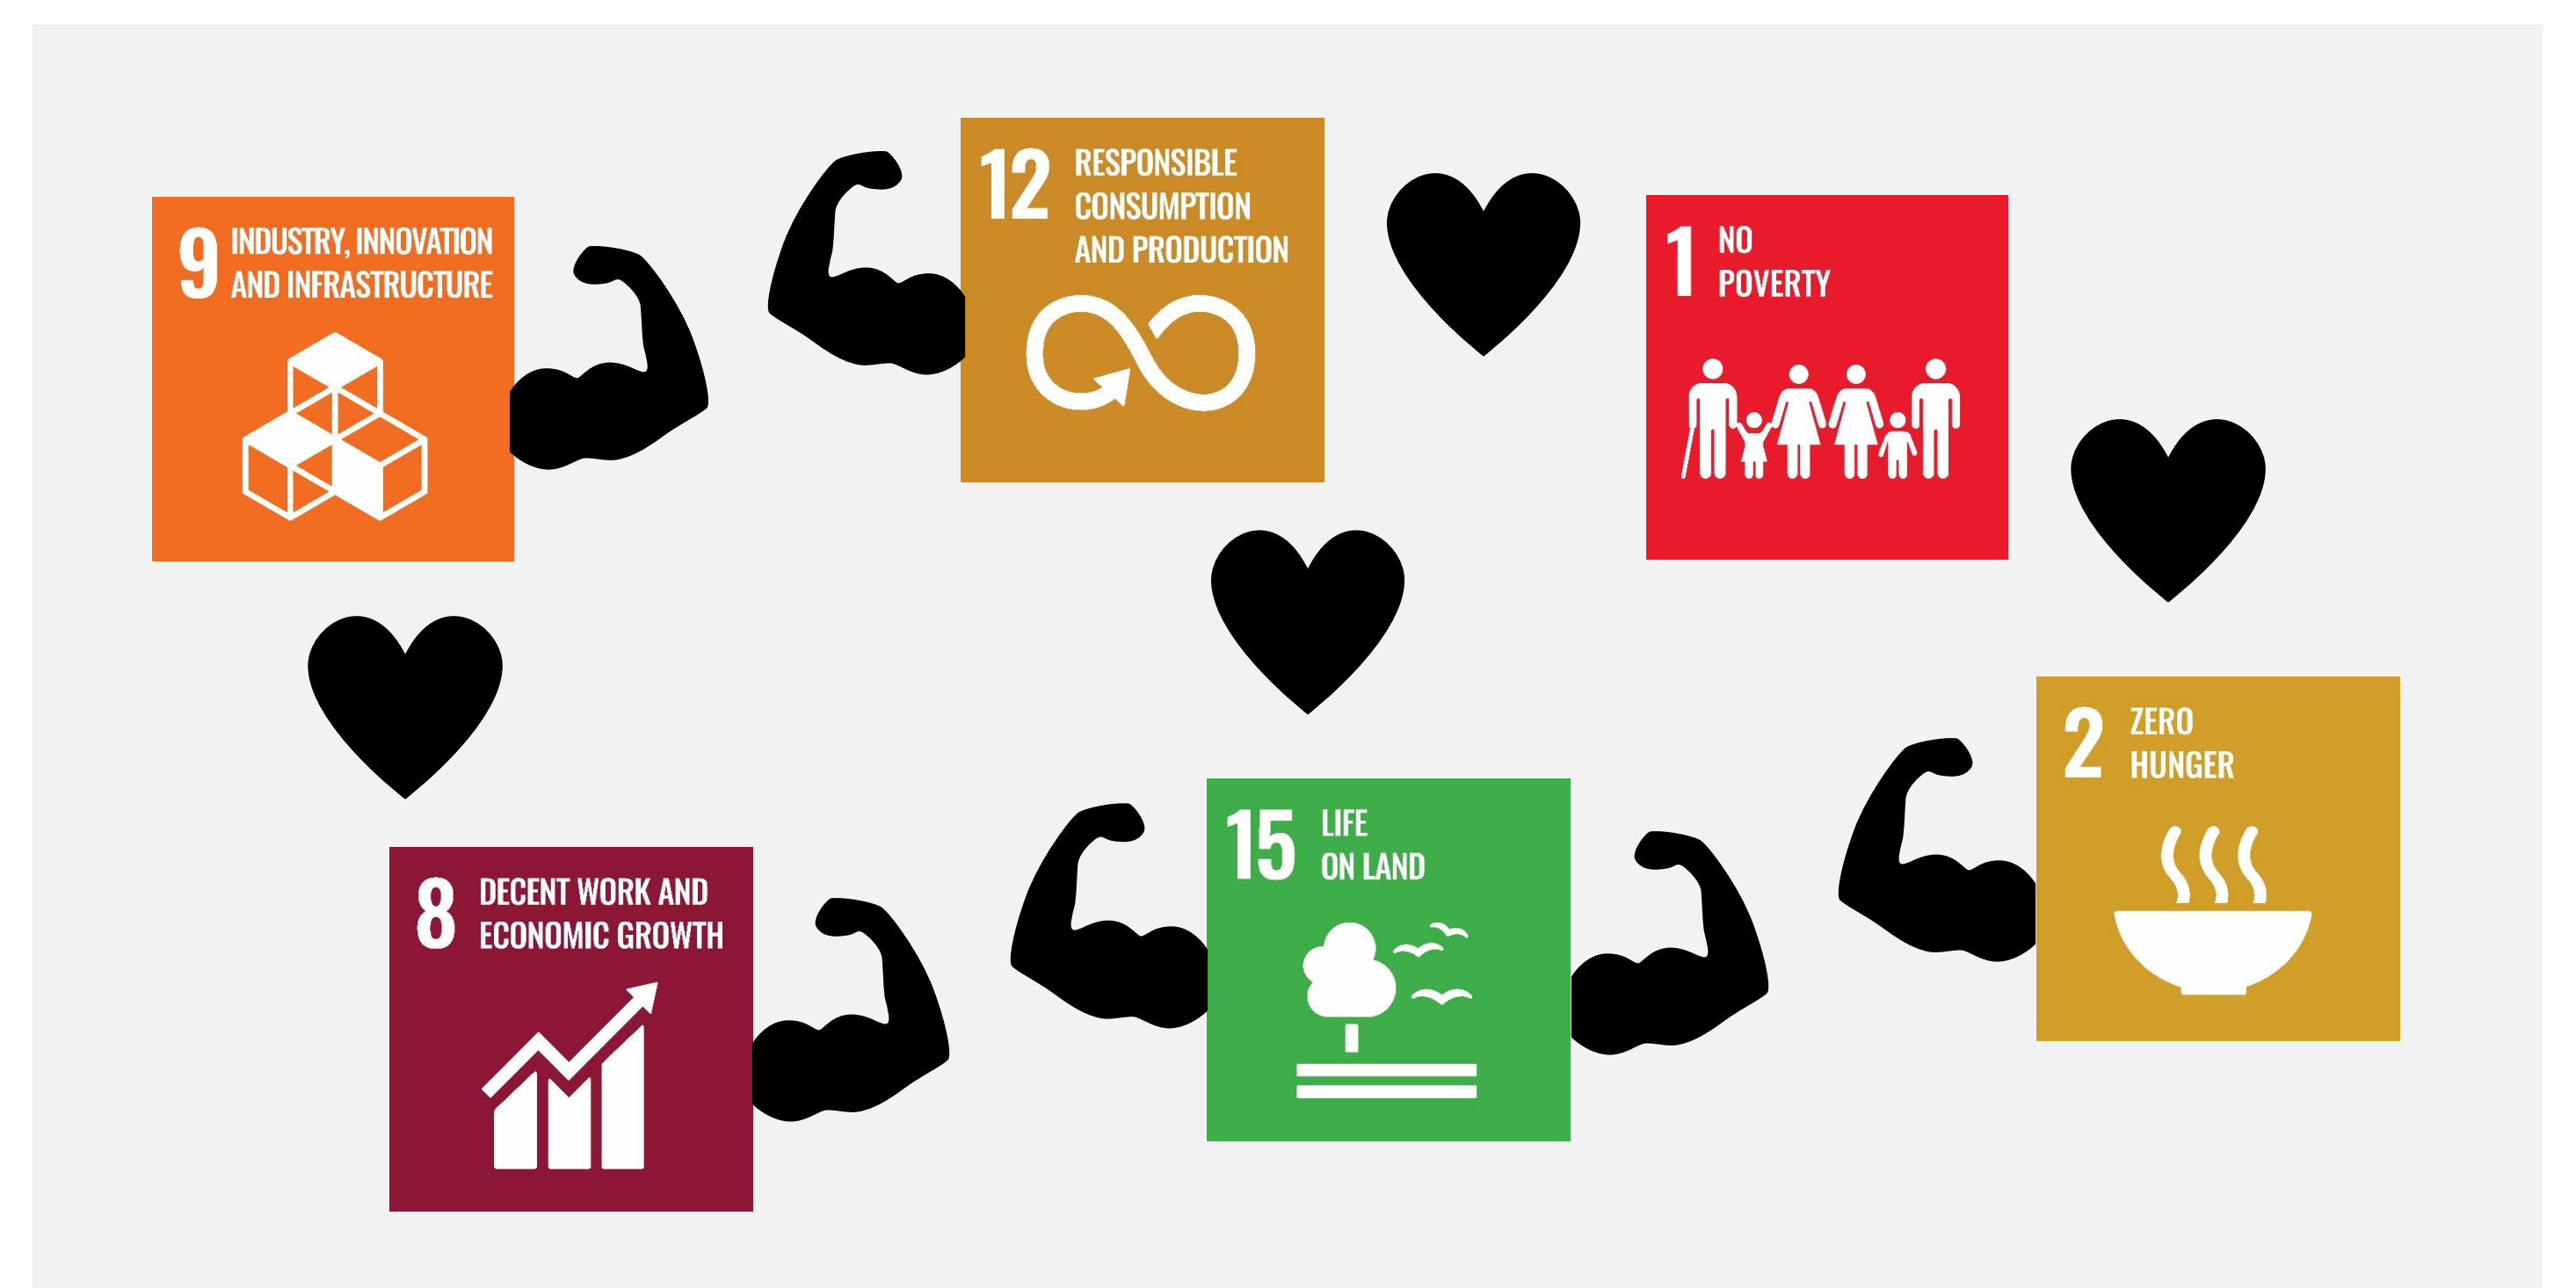 9 INDUSTRY, INNOVATION
AND INFRASTRUCTURE
12 RESPONSIBLE
CONSUMPTION
AND PRODUCTION
1 NO
POVERTY
8 DECENT WORK AND
ECONOMIC GROWTH
15 LIFE
ON LAND
2 ZERO
HUNGER